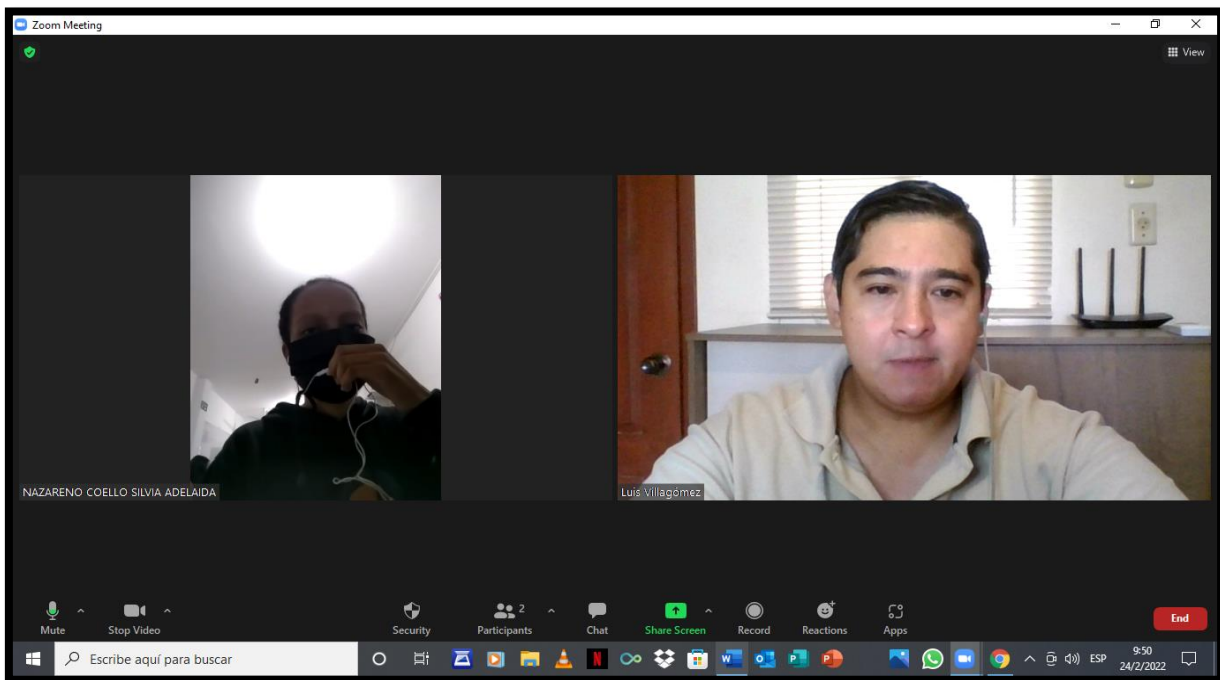 Zoom Meeting
View
NAZARENO COELLO SILVIA ADELAIDA
Luis Villagómez
Mute
Stop Video
Security
Participants
2
Chat
Share Screen
Record
Reactions
Apps
End
Escribe aquí para buscar
ESP
9:50
24/2/2022